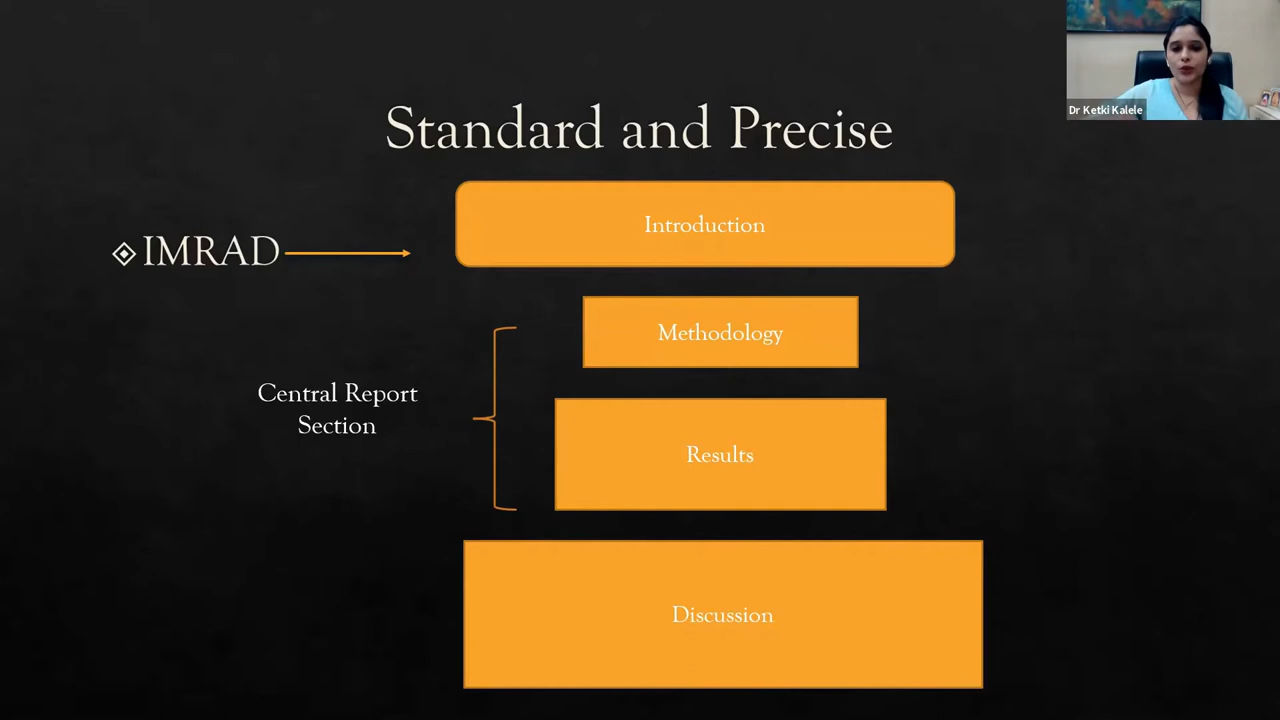 Dr Ketki Kalele
Standard and Precise
IMRAD
Introduction
Methodology
Central Report
Section
Results
Discussion